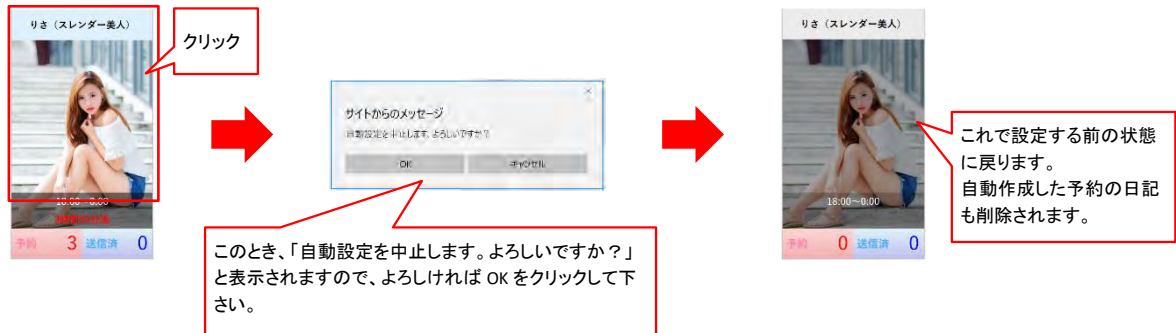 りさ（スレンダー美人）
クリック
18:00～0:00
予約 3 送信済 0
サイトからのメッセージ
自動設定を中止します。よろしいですか？
OK
キャンセル
このとき、「自動設定を中止します。よろしいですか？」
と表示されますので、よろしければ OK をクリックして下
さい。
りさ（スレンダー美人）
18:00～0:00
予約 0 送信済 0
これで設定する前の状態
に戻ります。
自動作成した予約の日記
も削除されます。